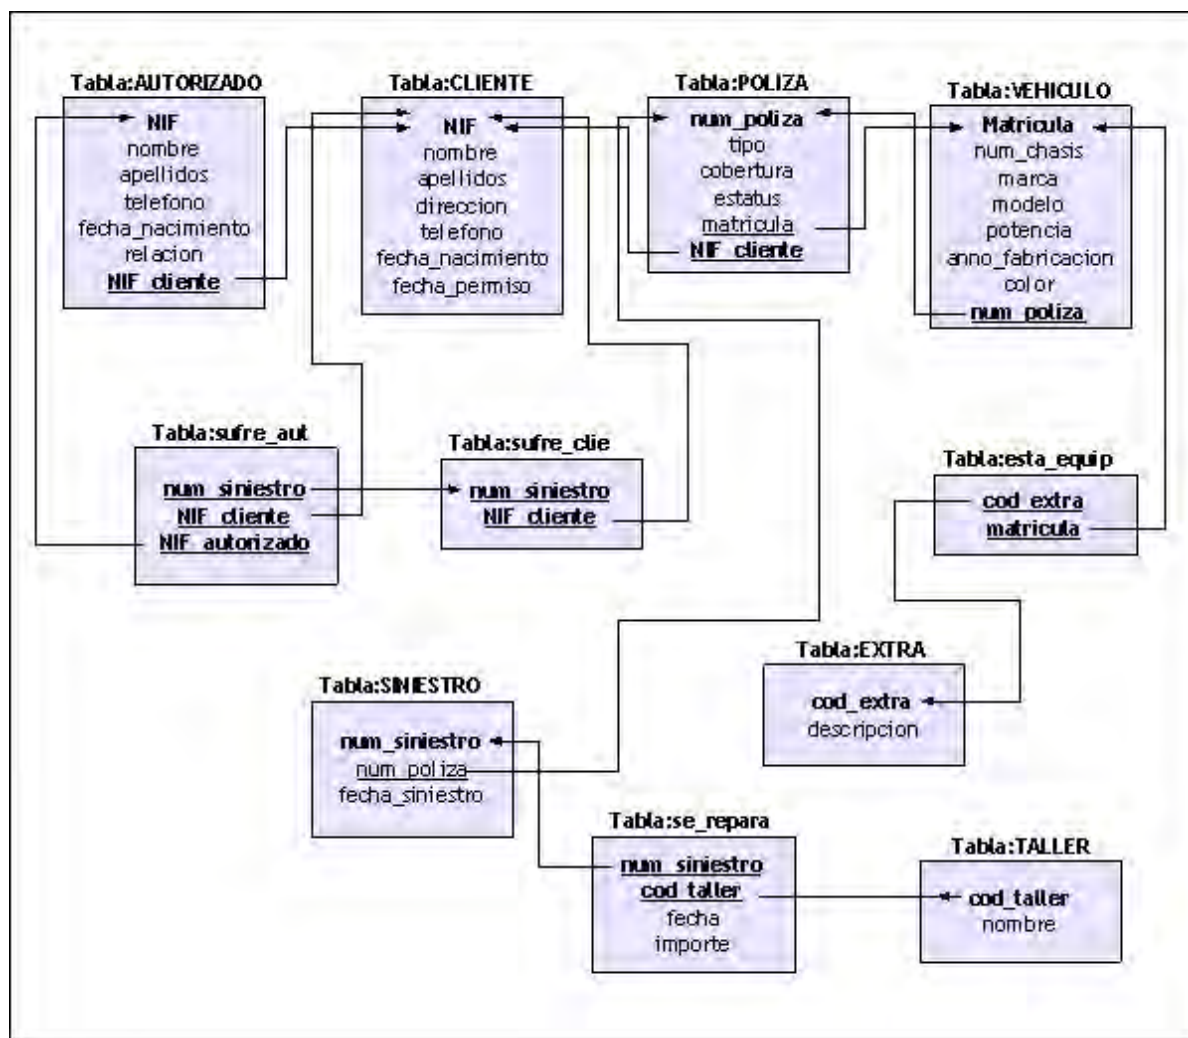 Tabla:AUTORIZADO
NIF
nombre
apellidos
telefono
fecha_nacimiento
relacion
NIF_cliente
Tabla:CLIENTE
NIF
nombre
apellidos
direccion
telefono
fecha_nacimiento
fecha_permiso
Tabla:POLIZA
num_poliza
tipo
cobertura
estatus
matricula
NIF_cliente
Tabla:VEHICULO
Matricula
num_chasis
marca
modelo
potencia
anno_fabricacion
color
num_poliza
Tabla:sufre_aut
num_siniestro
NIF_cliente
NIF_autorizado
Tabla:sufre_clie
num_siniestro
NIF_cliente
Tabla:esta_equip
cod_extra
matricula
Tabla:EXTRA
cod_extra
descripcion
Tabla:SINIESTRO
num_siniestro
num_poliza
fecha_siniestro
Tabla:se_repara
num_siniestro
cod_taller
fecha
importe
Tabla:TALLER
cod_taller
nombre